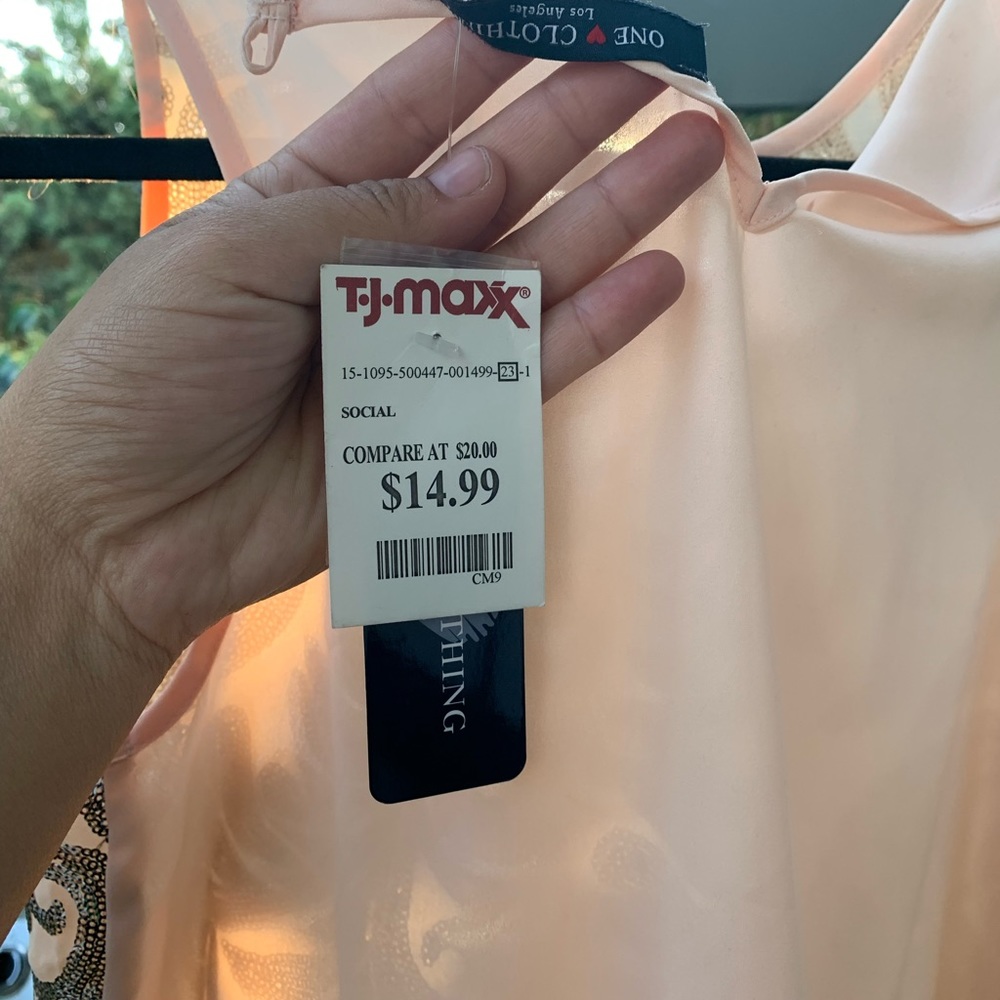 ONE ♥ CLOTHIN
Los Angeles
T·J·maxx®
15-1095-500447-001499-23-1
SOCIAL
COMPARE AT $20.00
$14.99
CM9
THING